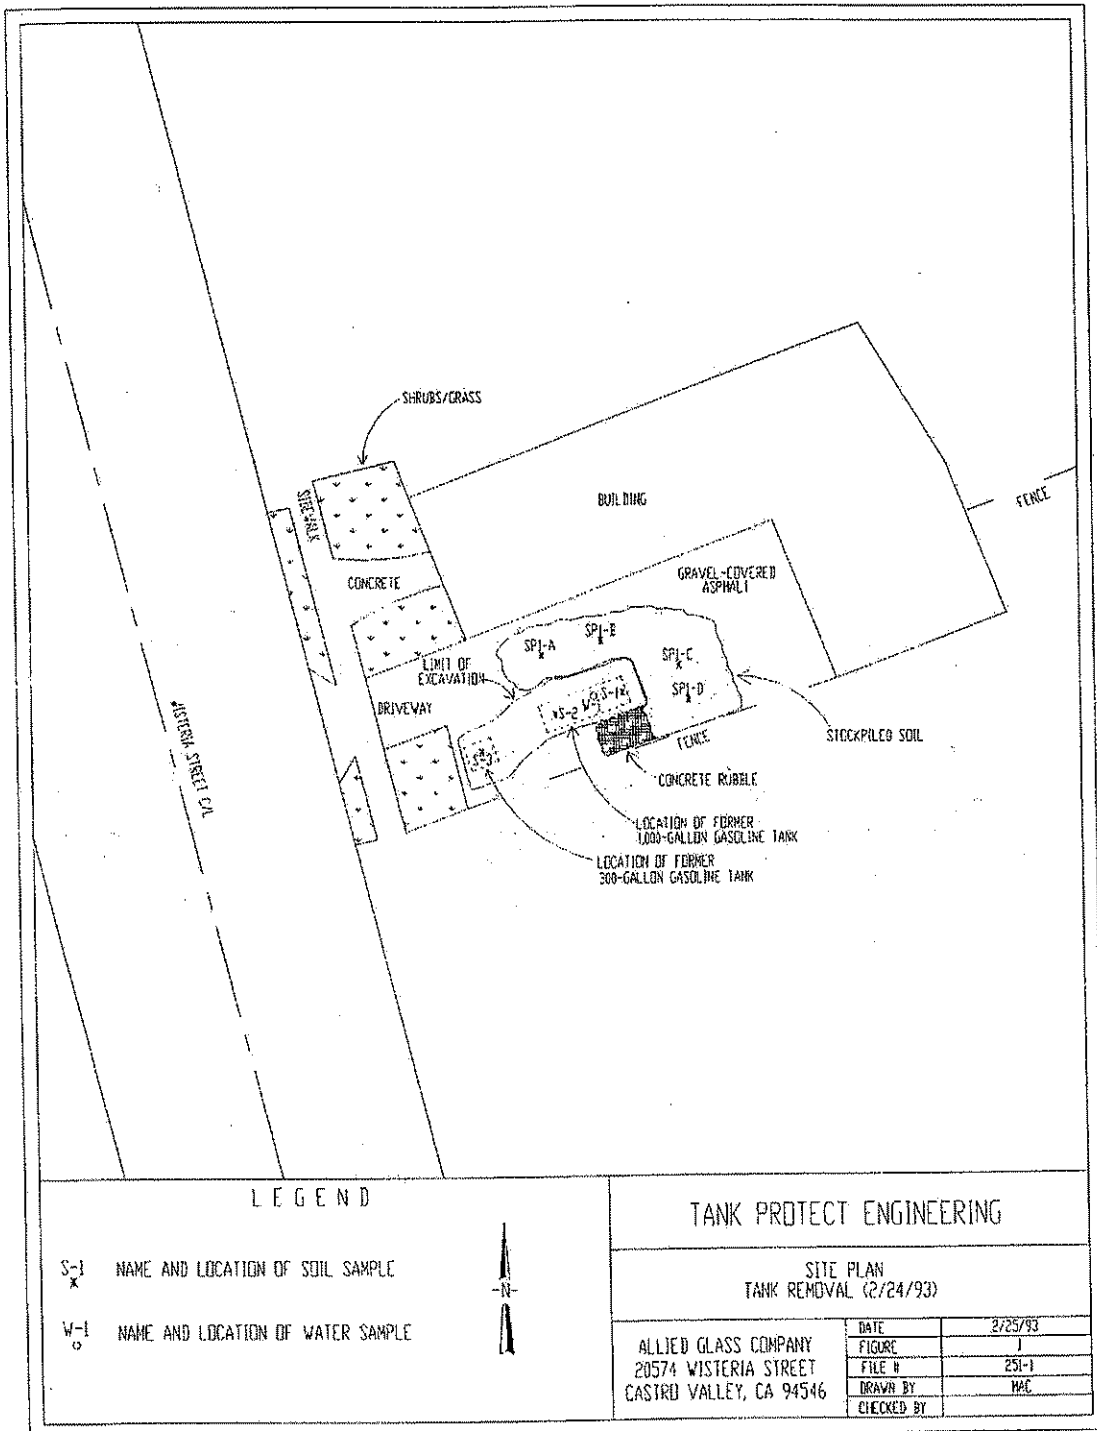 SHRUBS/GRASS
SIDEWALK
BUILDING
FENCE
CONCRETE
GRAVEL-COVERED
ASPHALT
SP1-A
SP1-B
SP1-C
SP1-D
LIMIT OF
EXCAVATION
DRIVEWAY
S-2
W-1
S-1
S-3
FENCE
STOCKPILED SOIL
WISTERIA STREET C/L
CONCRETE RUBBLE
LOCATION OF FORMER
1,000-GALLON GASOLINE TANK
LOCATION OF FORMER
300-GALLON GASOLINE TANK
LEGEND
S-1 NAME AND LOCATION OF SOIL SAMPLE
W-1 NAME AND LOCATION OF WATER SAMPLE
-N-
TANK PROTECT ENGINEERING
SITE PLAN
TANK REMOVAL (2/24/93)
ALLIED GLASS COMPANY
20574 WISTERIA STREET
CASTRO VALLEY, CA 94546
DATE 2/25/93
FIGURE 1
FILE # 251-1
DRAWN BY MAC
CHECKED BY